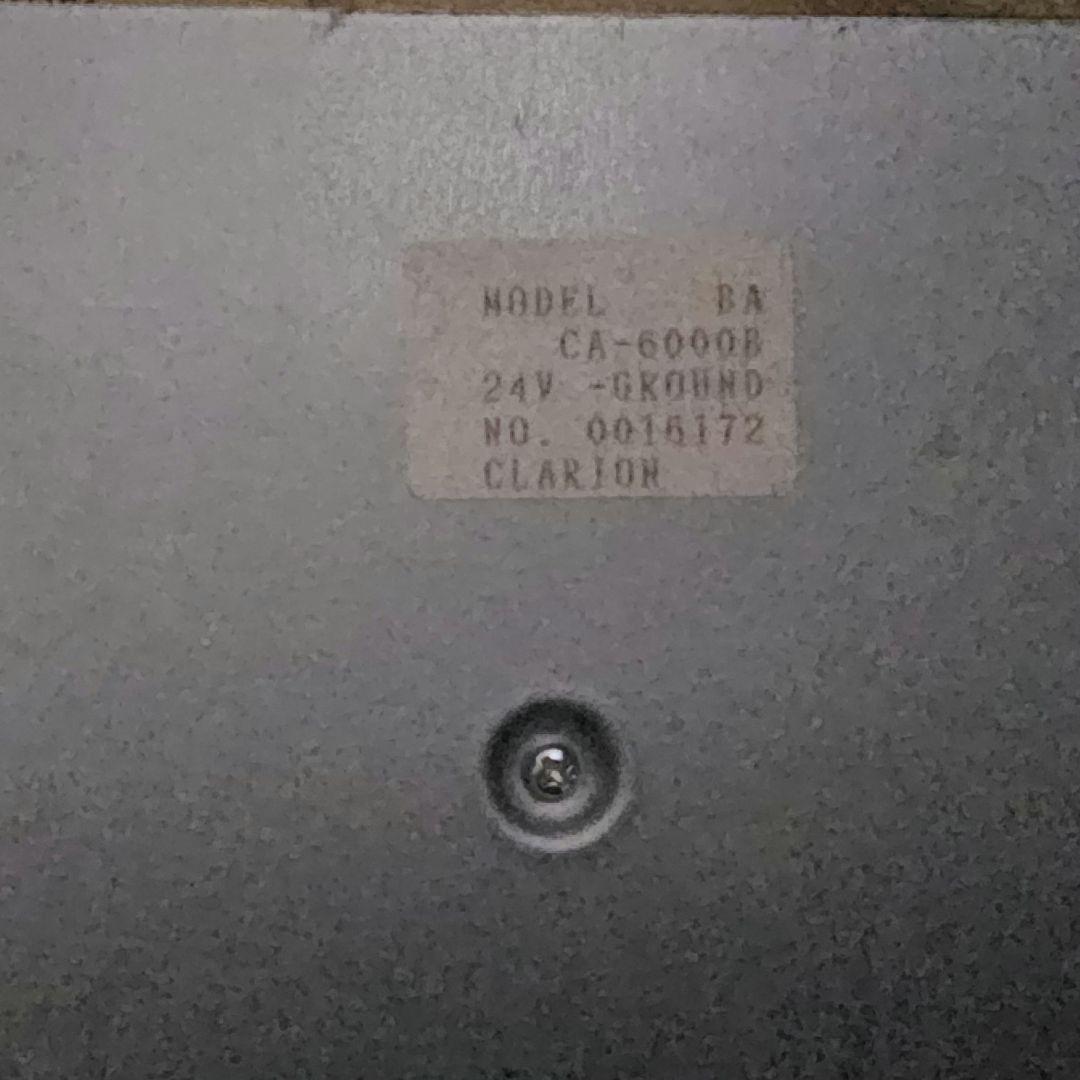 MODEL BA
CA-6000B
24V -GROUND
NO. 0016172
CLARION